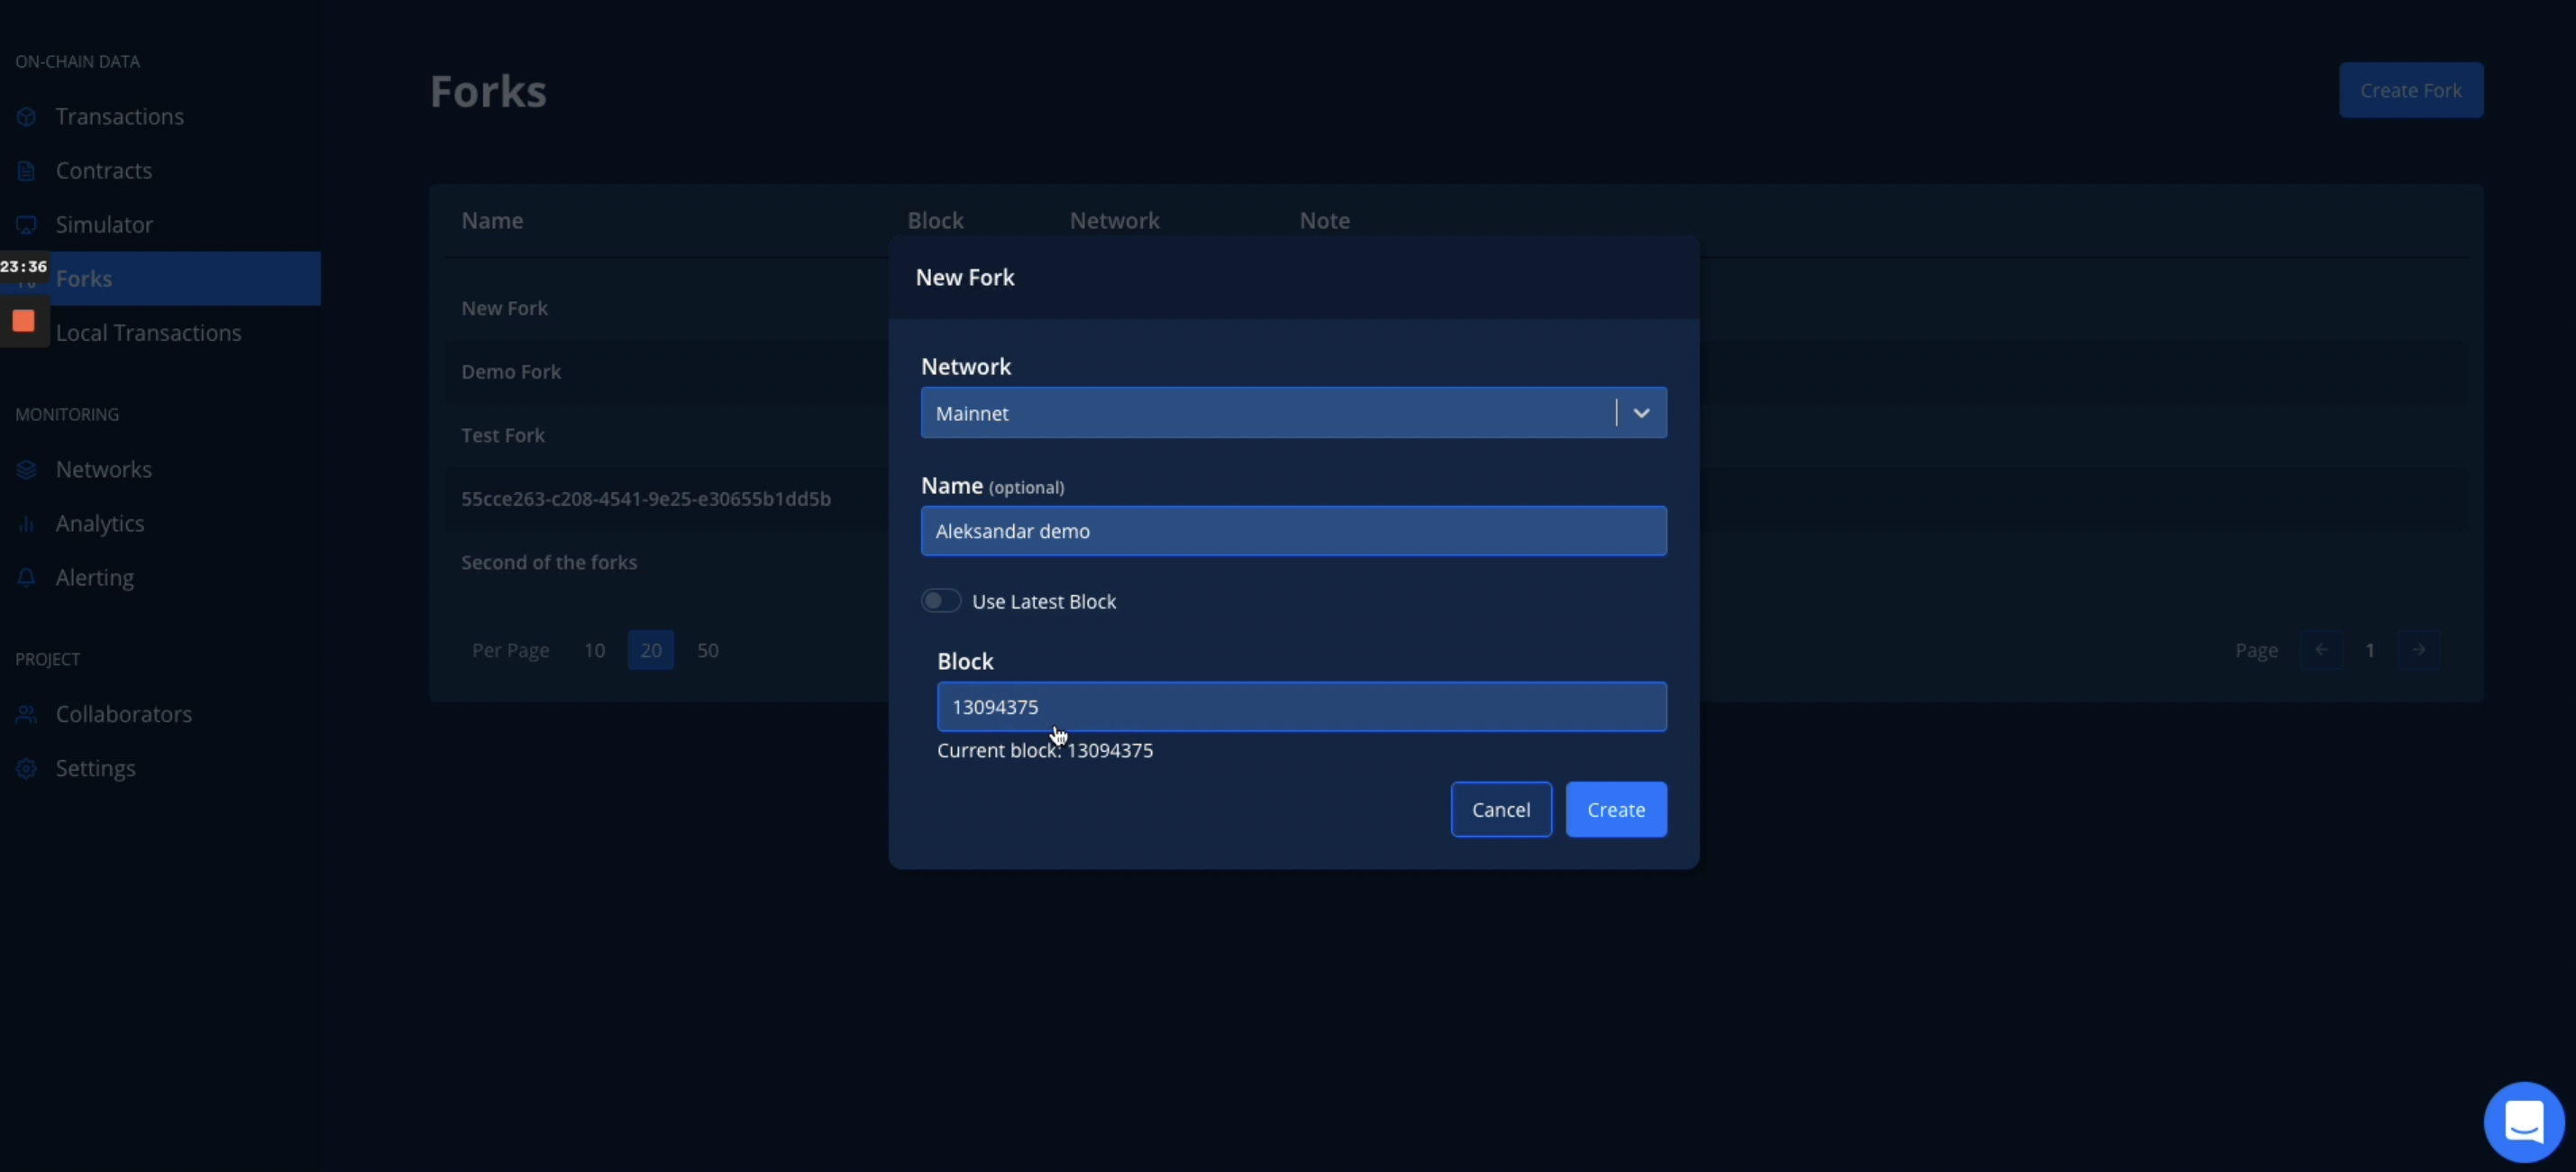 ON-CHAIN DATA
Transactions
Contracts
Simulator
23:36
Forks
Local Transactions
MONITORING
Networks
Analytics
Alerting
PROJECT
Collaborators
Settings
Forks
Create Fork
Name Block Network Note
New Fork
Demo Fork
Test Fork
55cce263-c208-4541-9e25-e30655b1dd5b
Second of the forks
Per Page 10 20 50
Page 1
New Fork
Network
Mainnet
Name (optional)
Aleksandar demo
Use Latest Block
Block
13094375
Current block: 13094375
Cancel Create